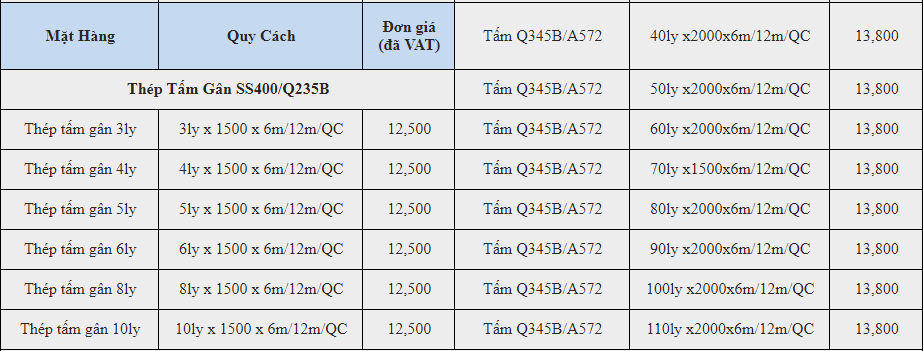 Mặt Hàng Quy Cách Đơn giá (đã VAT) Tấm Q345B/A572 40ly x2000x6m/12m/QC 13,800
Thép Tấm Gân SS400/Q235B Tấm Q345B/A572 50ly x2000x6m/12m/QC 13,800
Thép tấm gân 3ly 3ly x 1500 x 6m/12m/QC 12,500 Tấm Q345B/A572 60ly x2000x6m/12m/QC 13,800
Thép tấm gân 4ly 4ly x 1500 x 6m/12m/QC 12,500 Tấm Q345B/A572 70ly x1500x6m/12m/QC 13,800
Thép tấm gân 5ly 5ly x 1500 x 6m/12m/QC 12,500 Tấm Q345B/A572 80ly x2000x6m/12m/QC 13,800
Thép tấm gân 6ly 6ly x 1500 x 6m/12m/QC 12,500 Tấm Q345B/A572 90ly x2000x6m/12m/QC 13,800
Thép tấm gân 8ly 8ly x 1500 x 6m/12m/QC 12,500 Tấm Q345B/A572 100ly x2000x6m/12m/QC 13,800
Thép tấm gân 10ly 10ly x 1500 x 6m/12m/QC 12,500 Tấm Q345B/A572 110ly x2000x6m/12m/QC 13,800